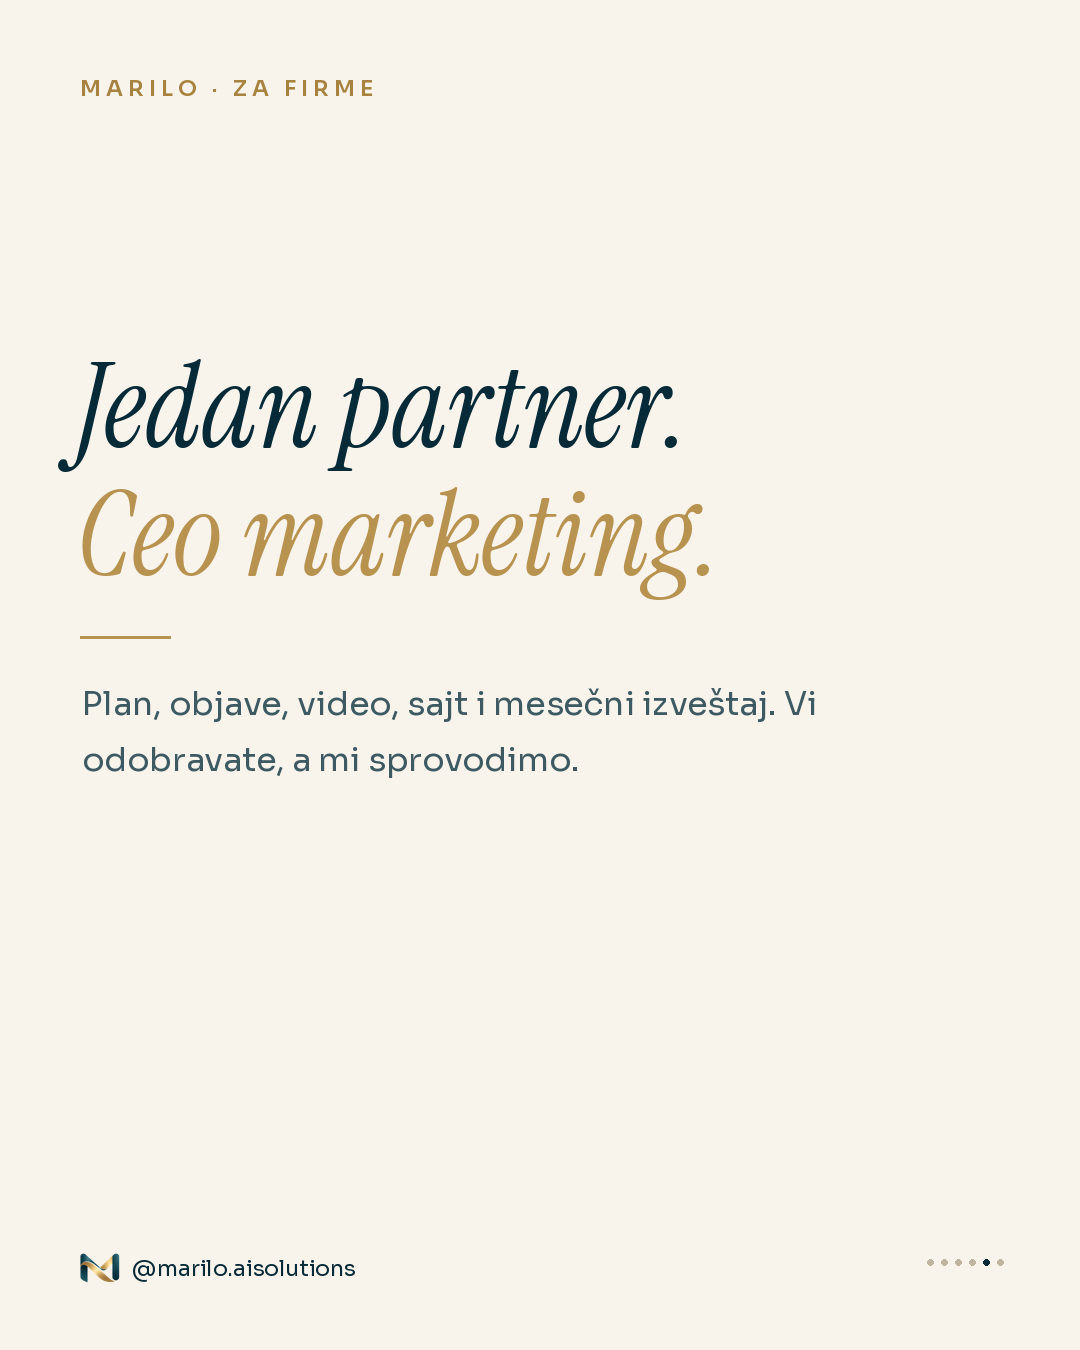 MARILO · ZA FIRME
Jedan partner.
Ceo marketing.
Plan, objave, video, sajt i mesečni izveštaj. Vi
odobravate, a mi sprovodimo.
@marilo.aisolutions